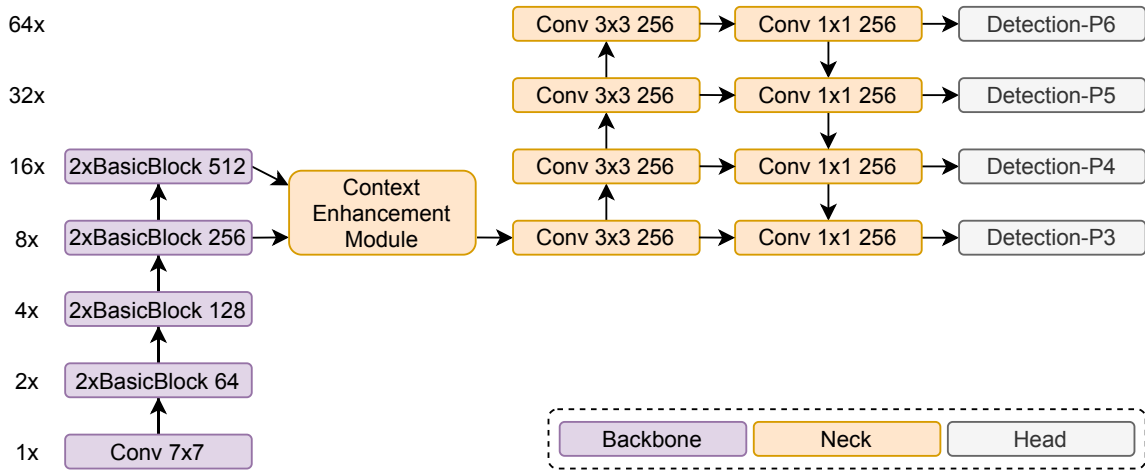 64x
Conv 3x3 256
Conv 1x1 256
Detection-P6
32x
Conv 3x3 256
Conv 1x1 256
Detection-P5
16x
2xBasicBlock 512
Context
Enhancement
Module
Conv 3x3 256
Conv 1x1 256
Detection-P4
8x
2xBasicBlock 256
Conv 3x3 256
Conv 1x1 256
Detection-P3
4x
2xBasicBlock 128
2x
2xBasicBlock 64
1x
Conv 7x7
Backbone
Neck
Head